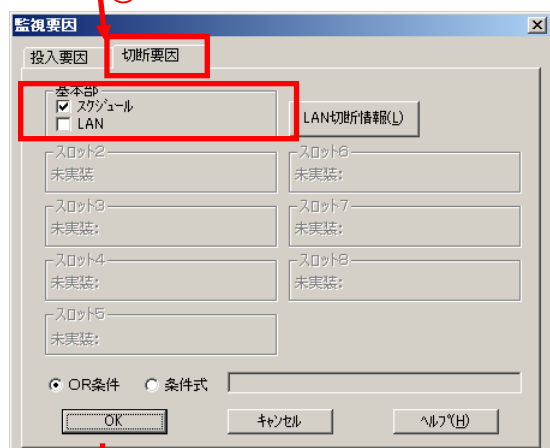 監視要因
投入要因 切断要因
基本部
スケジュール
LAN
LAN切断情報(L)
スロット2
未実装
スロット6
未実装:
スロット3
未実装:
スロット7
未実装:
スロット4
未実装:
スロット8
未実装:
スロット5
未実装:
OR条件 条件式
OK キャンセル ヘルプ(H)